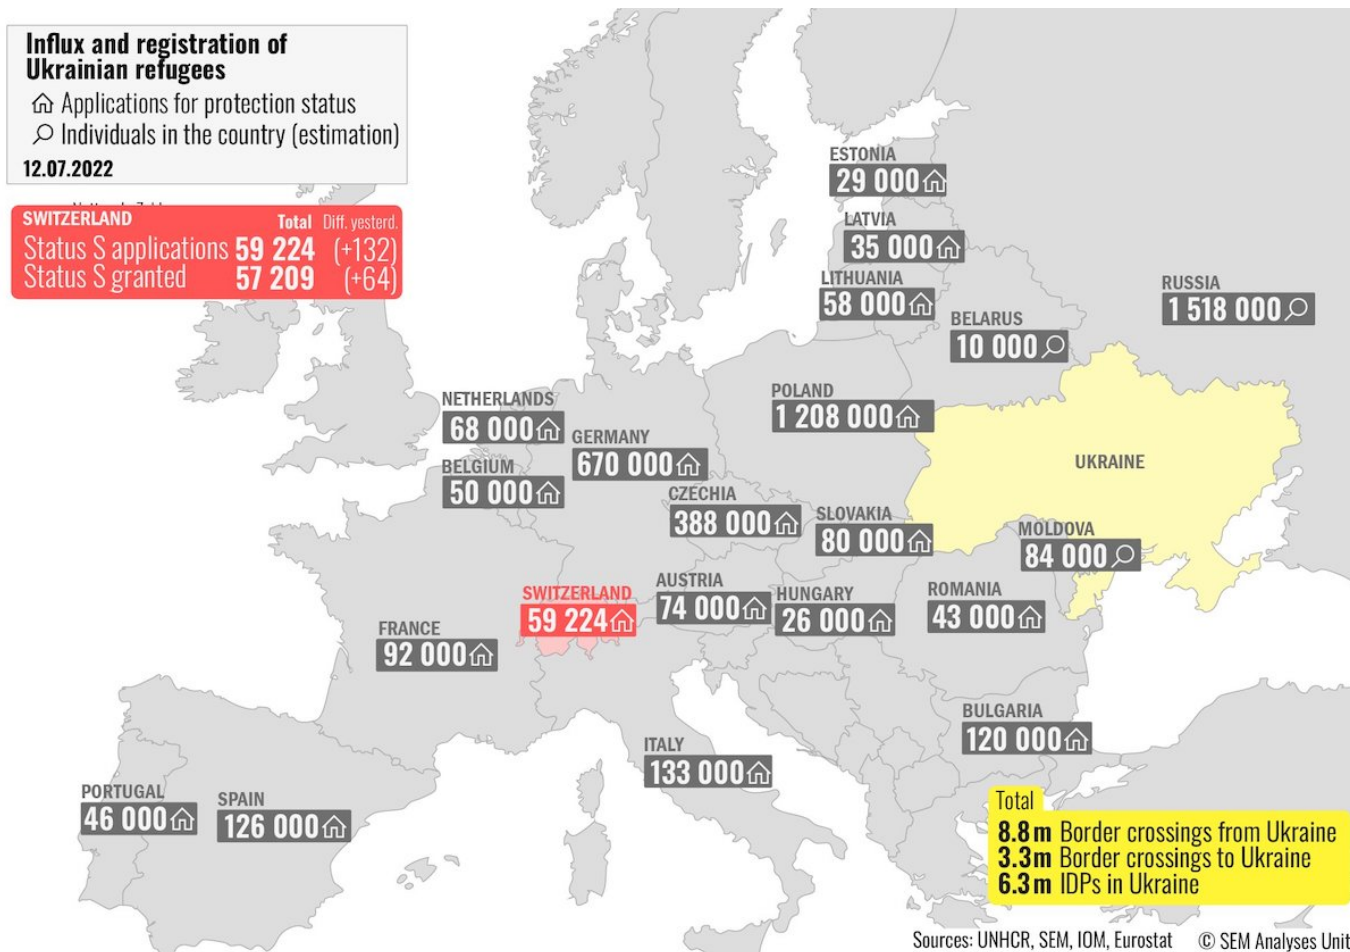 Influx and registration of
Ukrainian refugees
Applications for protection status
Individuals in the country (estimation)
12.07.2022
SWITZERLAND Total Diff. yesterd.
Status S applications 59 224 (+132)
Status S granted 57 209 (+64)
ESTONIA
29 000
LATVIA
35 000
LITHUANIA
58 000
RUSSIA
1 518 000
BELARUS
10 000
POLAND
1 208 000
NETHERLANDS
68 000
GERMANY
670 000
BELGIUM
50 000
UKRAINE
CZECHIA
388 000
SLOVAKIA
80 000
MOLDOVA
84 000
SWITZERLAND
59 224
AUSTRIA
74 000
HUNGARY
26 000
ROMANIA
43 000
FRANCE
92 000
BULGARIA
120 000
ITALY
133 000
PORTUGAL
46 000
SPAIN
126 000
Total
8.8m Border crossings from Ukraine
3.3m Border crossings to Ukraine
6.3m IDPs in Ukraine
Sources: UNHCR, SEM, IOM, Eurostat © SEM Analyses Unit